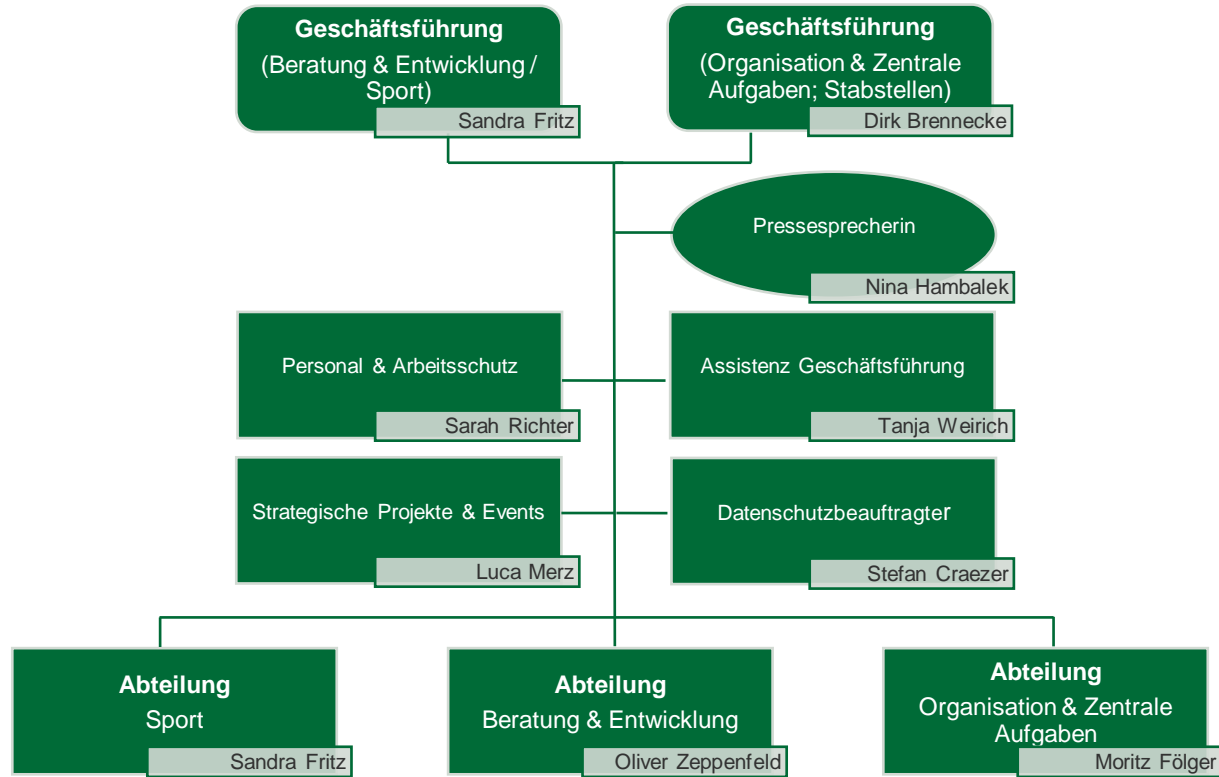 Geschäftsführung
(Beratung & Entwicklung /
Sport)
Sandra Fritz
Geschäftsführung
(Organisation & Zentrale
Aufgaben; Stabstellen)
Dirk Brennecke
Pressesprecherin
Nina Hambalek
Personal & Arbeitsschutz
Sarah Richter
Assistenz Geschäftsführung
Tanja Weirich
Strategische Projekte & Events
Luca Merz
Datenschutzbeauftragter
Stefan Craezer
Abteilung
Sport
Sandra Fritz
Abteilung
Beratung & Entwicklung
Oliver Zeppenfeld
Abteilung
Organisation & Zentrale
Aufgaben
Moritz Fölger